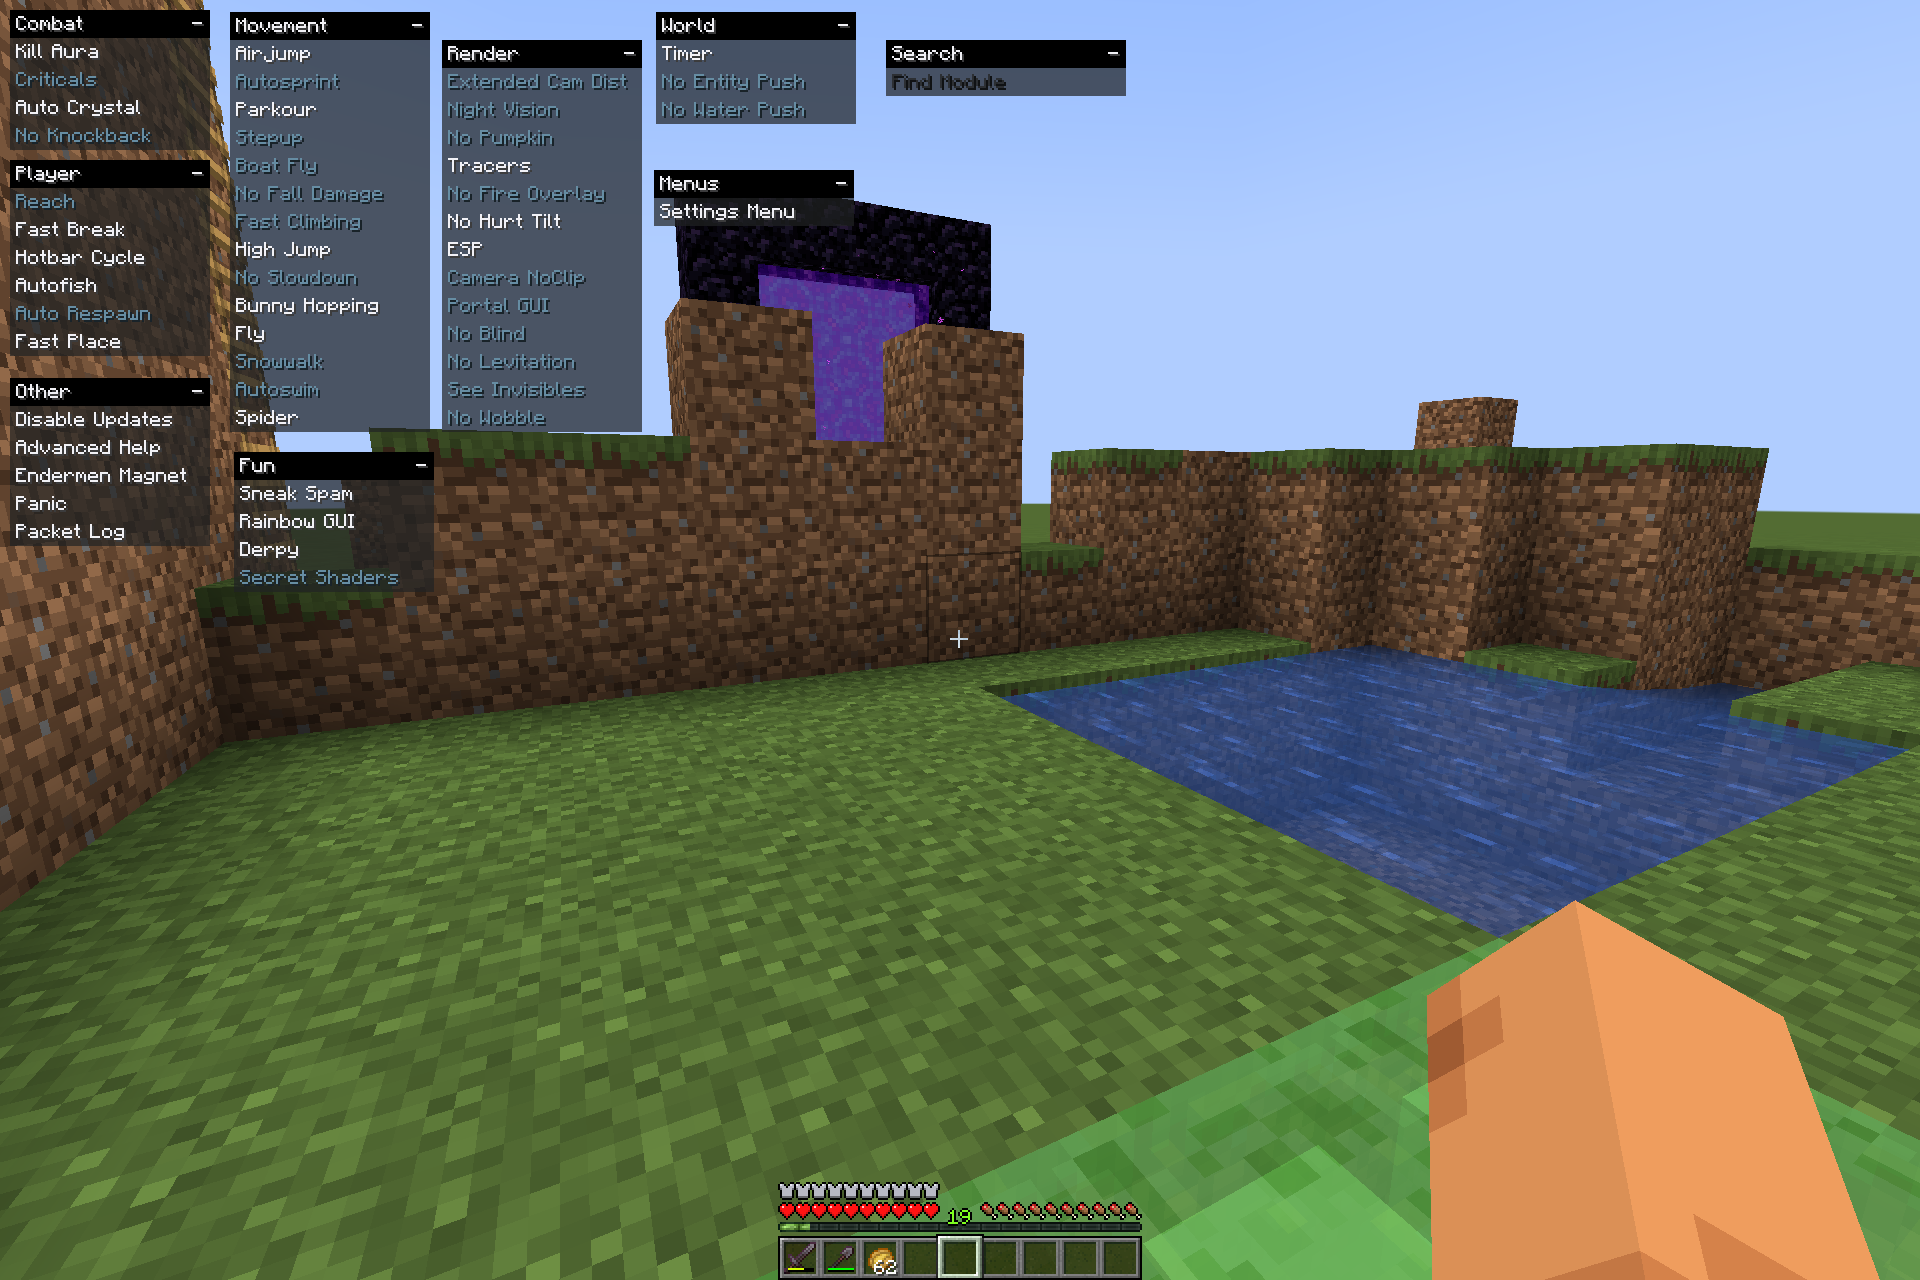 Combat
Kill Aura
Criticals
Auto Crystal
No Knockback
Player
Reach
Fast Break
Hotbar Cycle
Autofish
Auto Respawn
Fast Place
Other
Disable Updates
Advanced Help
Endermen Magnet
Panic
Packet Log
Movement
AirJump
Autosprint
Parkour
Stepup
Boat Fly
No Fall Damage
Fast Climbing
High Jump
No Slowdown
Bunny Hopping
Fly
Snowwalk
Autoswim
Spider
Fun
Sneak Spam
Rainbow GUI
Derpy
Secret Shaders
Render
Extended Cam Dist
Night Vision
No Pumpkin
Tracers
No Fire Overlay
No Hurt Tilt
ESP
Camera NoClip
Portal GUI
No Blind
No Levitation
See Invisibles
No Wobble
World
Timer
No Entity Push
No Water Push
Menus
Settings Menu
Search
Find Module
19
62